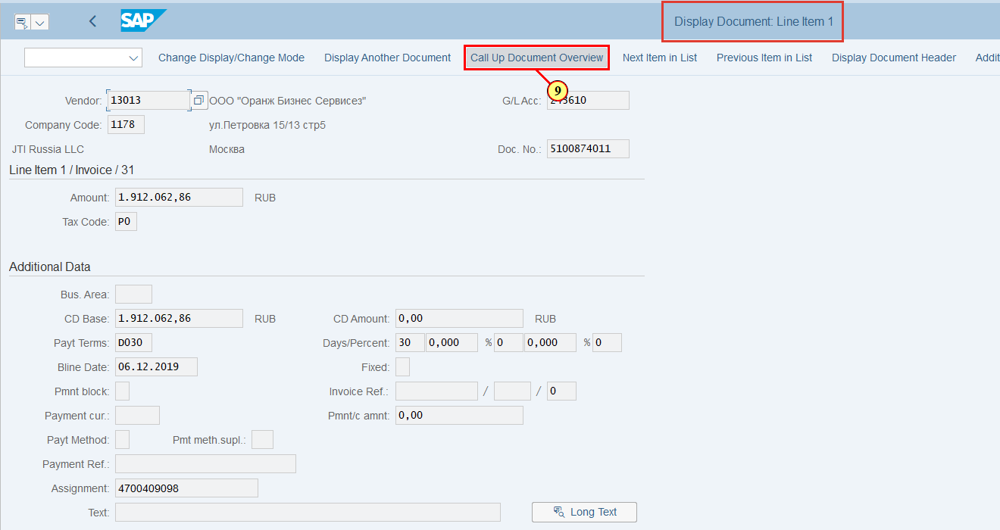 SAP
Display Document: Line Item 1
Change Display/Change Mode Display Another Document Call Up Document Overview Next Item in List Previous Item in List Display Document Header
9
Vendor: 13013 ООО "Оранж Бизнес Сервисез" G/L Acc:
Company Code: 1178 ул.Петровка 15/13 стр5
JTI Russia LLC Москва Doc. No.: 5100874011
Line Item 1 / Invoice / 31
Amount: 1.912.062,86 RUB
Tax Code: P0
Additional Data
Bus. Area:
CD Base: 1.912.062,86 RUB CD Amount: 0,00 RUB
Payt Terms: D030 Days/Percent: 30 0,000 % 0 0,000 % 0
Bline Date: 06.12.2019 Fixed:
Pmnt block: Invoice Ref.: / / 0
Payment cur.: Pmnt/c amnt: 0,00
Payt Method: Pmt meth.supl.:
Payment Ref.:
Assignment: 4700409098
Text: Long Text